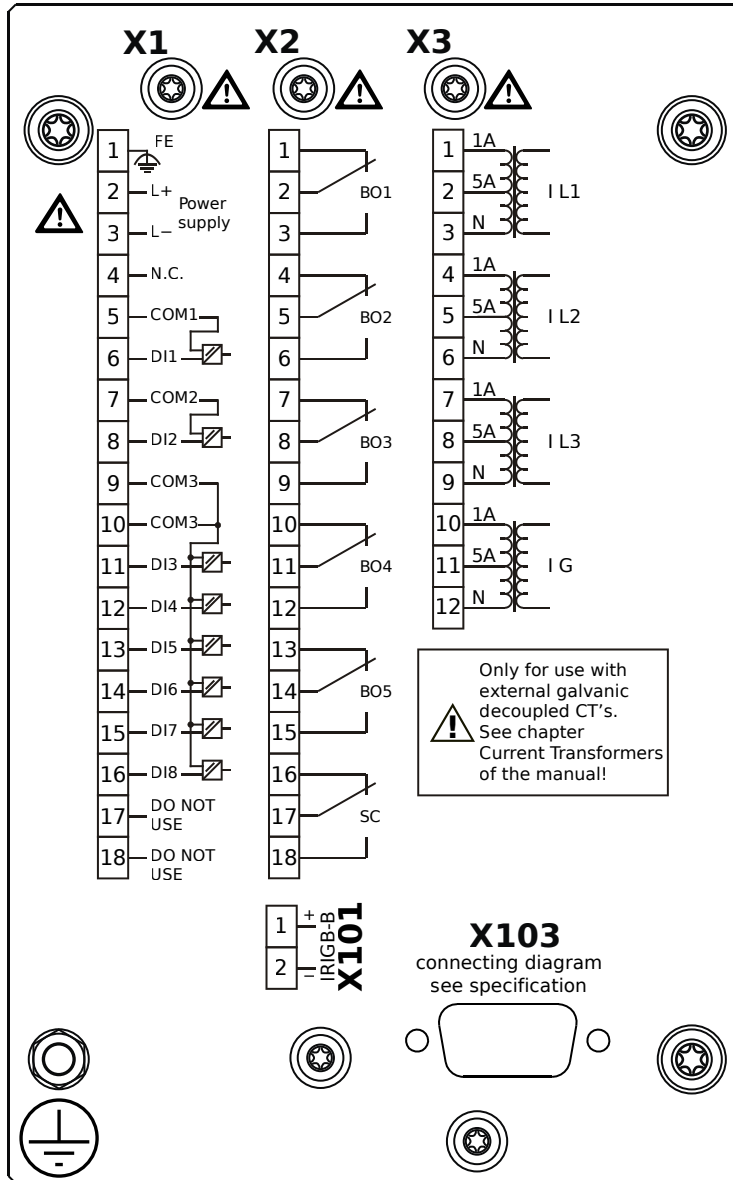 X1 X2 X3
1 FE
2 L+
Power
supply
3 L−
4 N.C.
5 COM1
6 DI1
7 COM2
8 DI2
9 COM3
10 COM3
11 DI3
12 DI4
13 DI5
14 DI6
15 DI7
16 DI8
17 DO NOT
USE
18 DO NOT
USE
1
2 BO1
3
4
5 BO2
6
7
8 BO3
9
10
11 BO4
12
13
14 BO5
15
16
17 SC
18
1 1A
2 5A I L1
3 N
4 1A
5 5A I L2
6 N
7 1A
8 5A I L3
9 N
10 1A
11 5A I G
12 N
Only for use with
external galvanic
decoupled CT's.
See chapter
Current Transformers
of the manual!
1 +
2 −
IRIGB-B
X101
X103
connecting diagram
see specification